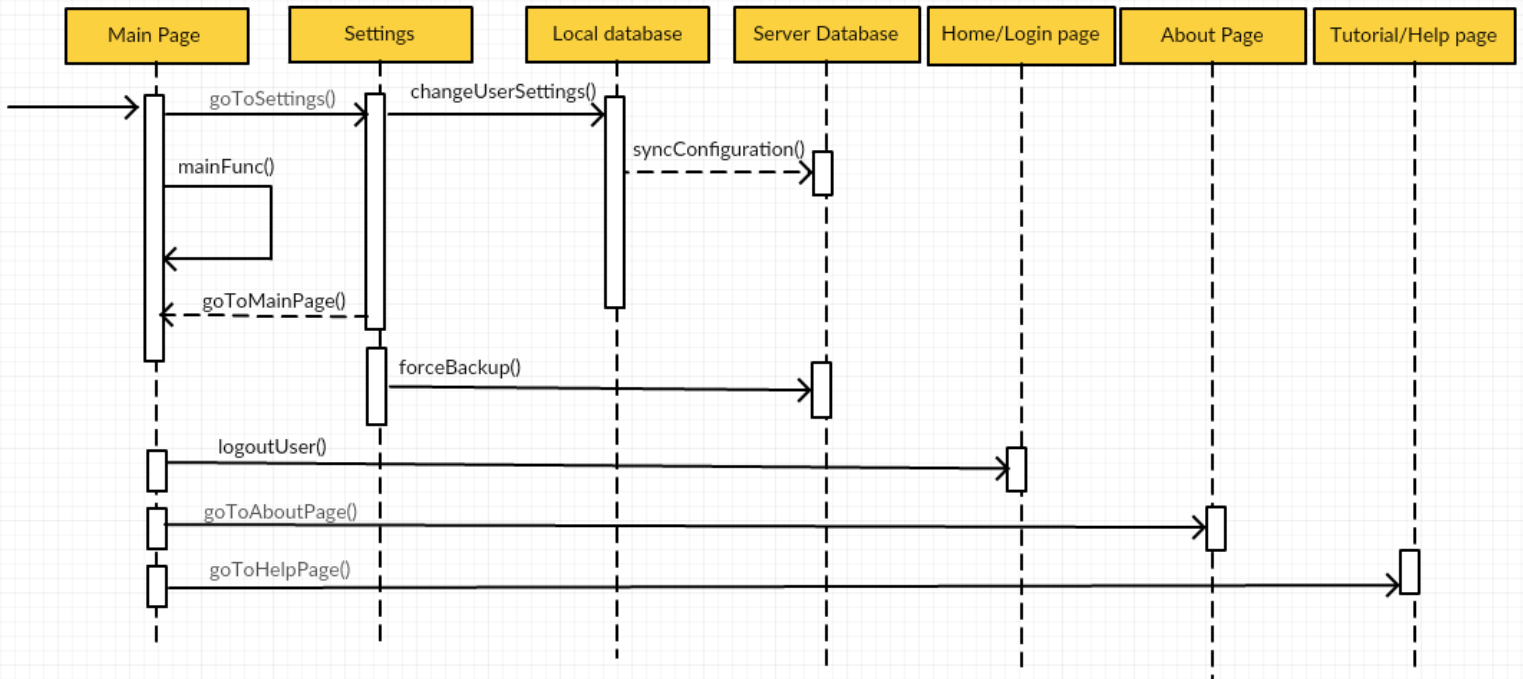 Main Page
Settings
Local database
Server Database
Home/Login page
About Page
Tutorial/Help page
goToSettings()
changeUserSettings()
syncConfiguration()
mainFunc()
goToMainPage()
forceBackup()
logoutUser()
goToAboutPage()
goToHelpPage()